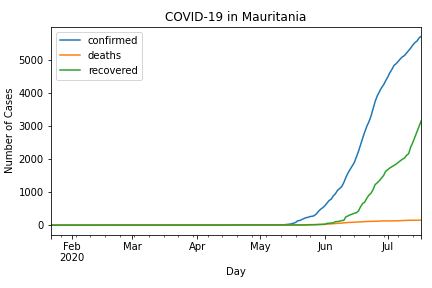 COVID-19 in Mauritania
confirmed
deaths
recovered
Number of Cases
5000
4000
3000
2000
1000
0
Feb Mar Apr May Jun Jul
2020
Day